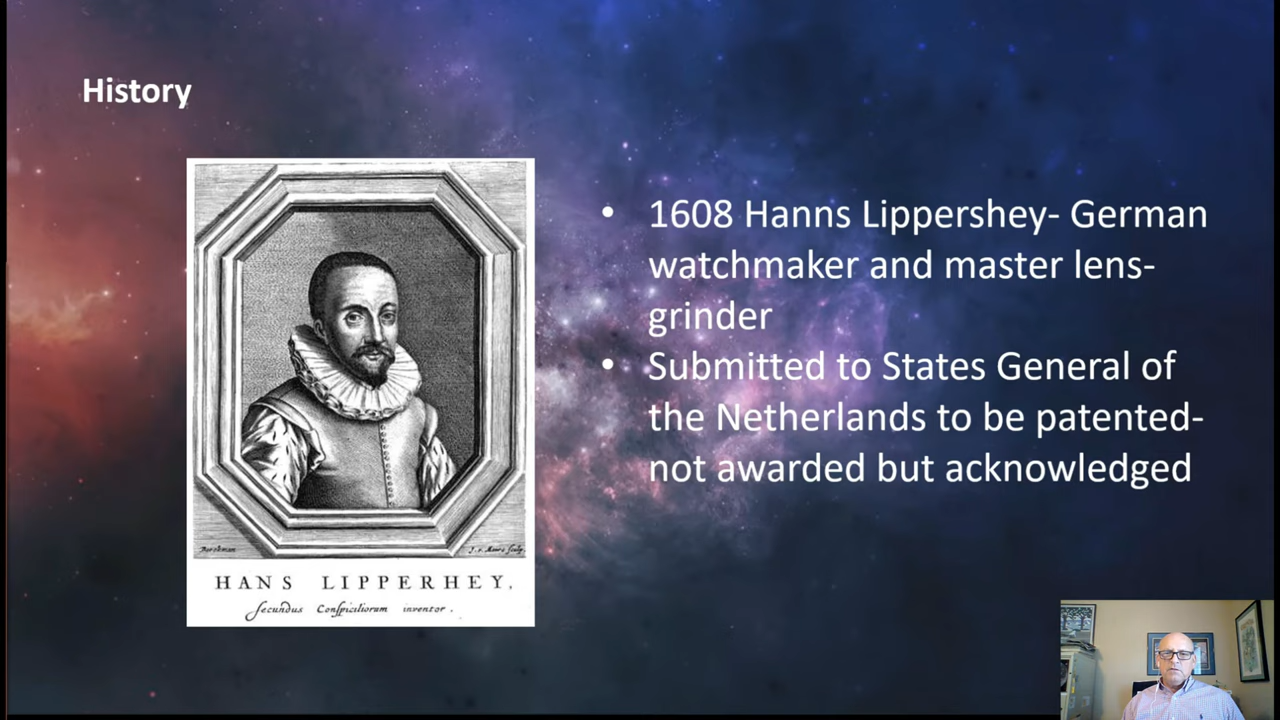 History
1608 Hanns Lippershey- German
watchmaker and master lens-
grinder
Submitted to States General of
the Netherlands to be patented-
not awarded but acknowledged
HANS LIPPERHEY,
ſecundus Conſpiciliorum inventor.